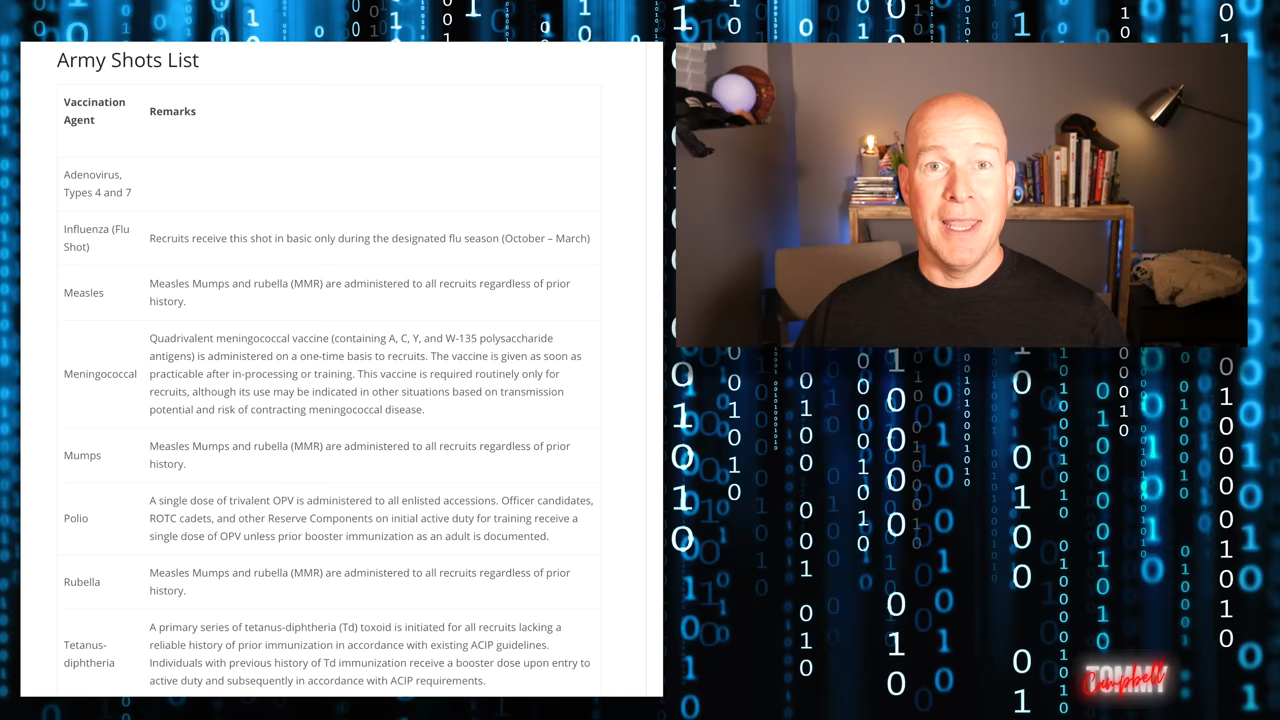 Army Shots List
Vaccination
Agent
Remarks
Adenovirus,
Types 4 and 7
Influenza (Flu
Shot)
Recruits receive this shot in basic only during the designated flu season (October – March)
Measles
Measles Mumps and rubella (MMR) are administered to all recruits regardless of prior
history.
Meningococcal
Quadrivalent meningococcal vaccine (containing A, C, Y, and W-135 polysaccharide
antigens) is administered on a one-time basis to recruits. The vaccine is given as soon as
practicable after in-processing or training. This vaccine is required routinely only for
recruits, although its use may be indicated in other situations based on transmission
potential and risk of contracting meningococcal disease.
Mumps
Measles Mumps and rubella (MMR) are administered to all recruits regardless of prior
history.
Polio
A single dose of trivalent OPV is administered to all enlisted accessions. Officer candidates,
ROTC cadets, and other Reserve Components on initial active duty for training receive a
single dose of OPV unless prior booster immunization as an adult is documented.
Rubella
Measles Mumps and rubella (MMR) are administered to all recruits regardless of prior
history.
Tetanus-
diphtheria
A primary series of tetanus-diphtheria (Td) toxoid is initiated for all recruits lacking a
reliable history of prior immunization in accordance with existing ACIP guidelines.
Individuals with previous history of Td immunization receive a booster dose upon entry to
active duty and subsequently in accordance with ACIP requirements.
TOMMY
Campbell